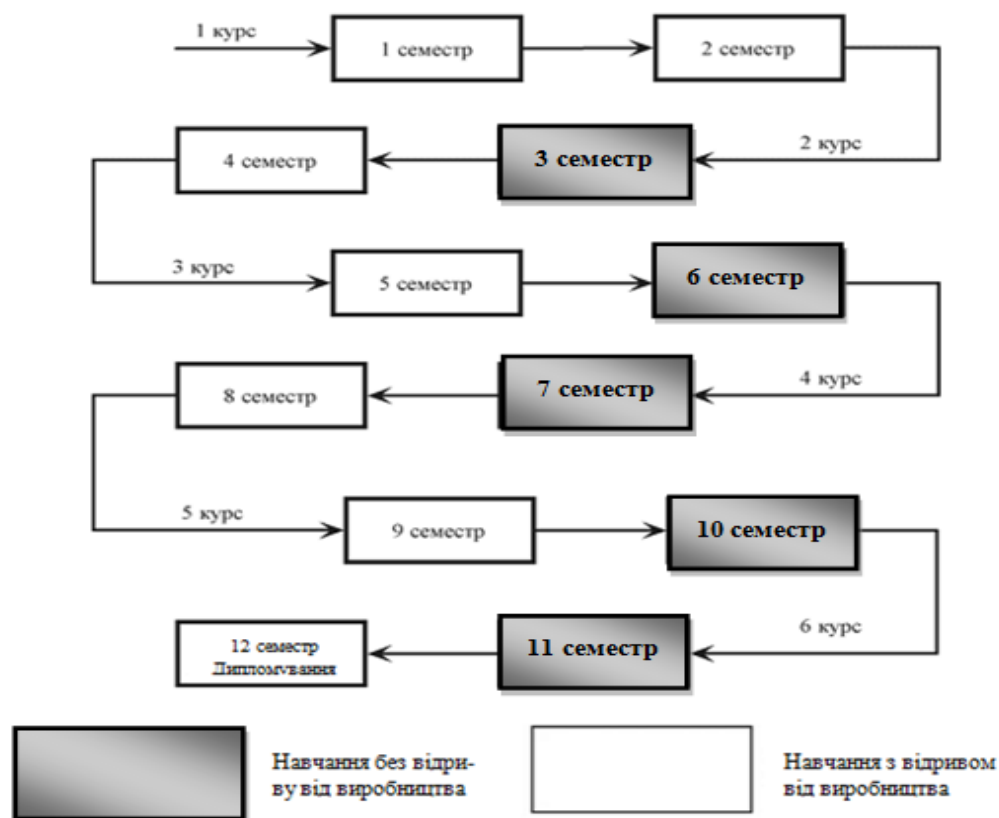 1 курс
1 семестр
2 семестр
2 курс
3 семестр
4 семестр
3 курс
5 семестр
6 семестр
4 курс
7 семестр
8 семестр
5 курс
9 семестр
10 семестр
6 курс
11 семестр
12 семестр
Дипломування
Навчання без відри-
ву від виробництва
Навчання з відривом
від виробництва